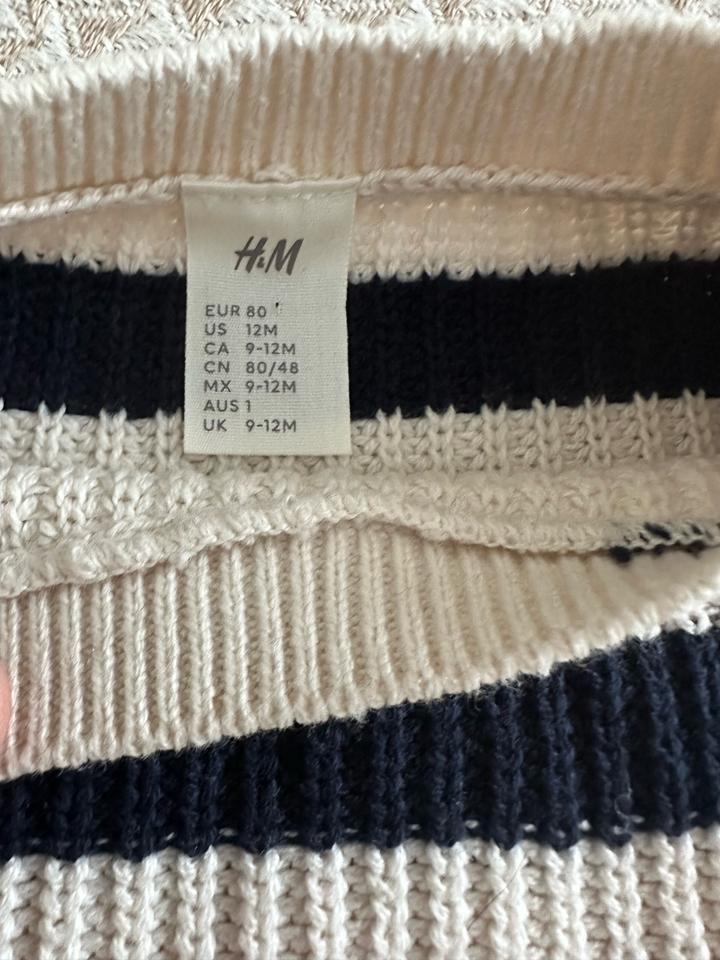 H&M
EUR 80
US 12M
CA 9-12M
CN 80/48
MX 9-12M
AUS 1
UK 9-12M